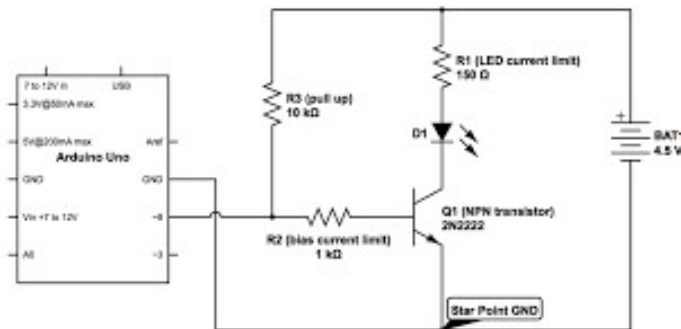 7 to 12V in
USB
3.3V@50mA max
5V@200mA max
Aref
Arduino Uno
GND
GND
Vin +7 to 12V
~9
A0
~3
R3 (pull up)
10 kΩ
R1 (LED current limit)
150 Ω
D1
+
BAT1
4.5 V
R2 (bias current limit)
1 kΩ
Q1 (NPN transistor)
2N2222
Star Point GND